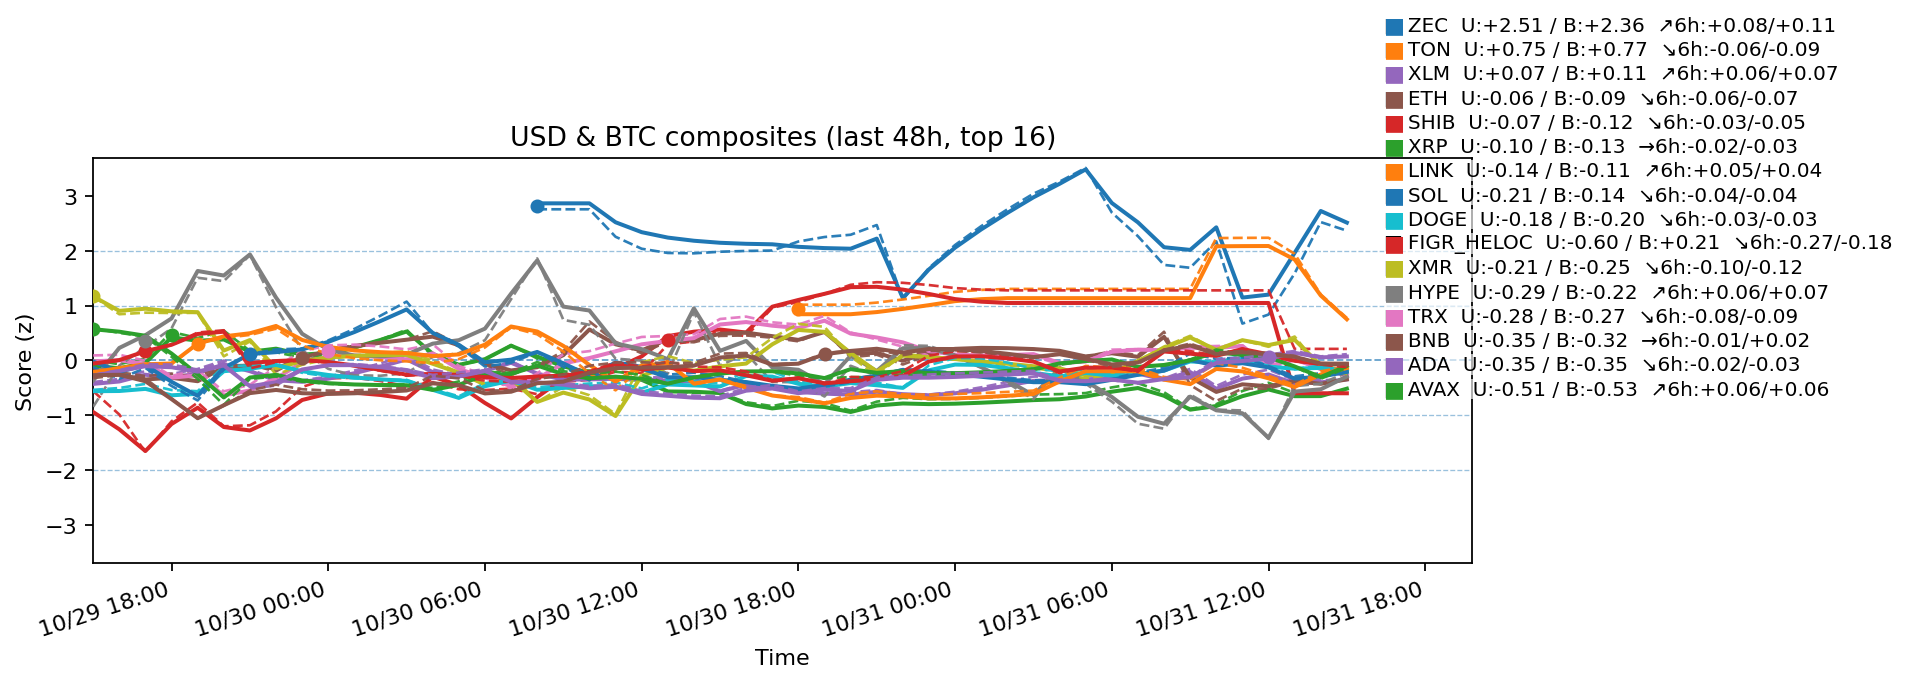 ZEC  U:+2.51 / B:+2.36  ↗6h:+0.08/+0.11
TON  U:+0.75 / B:+0.77  ↘6h:-0.06/-0.09
XLM  U:+0.07 / B:+0.11  ↗6h:+0.06/+0.07
ETH  U:-0.06 / B:-0.09  ↘6h:-0.06/-0.07
SHIB  U:-0.07 / B:-0.12  ↘6h:-0.03/-0.05
XRP  U:-0.10 / B:-0.13  →6h:-0.02/-0.03
LINK  U:-0.14 / B:-0.11  ↗6h:+0.05/+0.04
SOL  U:-0.21 / B:-0.14  ↘6h:-0.04/-0.04
DOGE  U:-0.18 / B:-0.20  ↘6h:-0.03/-0.03
FIGR_HELOC  U:-0.60 / B:+0.21  ↘6h:-0.27/-0.18
XMR  U:-0.21 / B:-0.25  ↘6h:-0.10/-0.12
HYPE  U:-0.29 / B:-0.22  ↗6h:+0.06/+0.07
TRX  U:-0.28 / B:-0.27  ↘6h:-0.08/-0.09
BNB  U:-0.35 / B:-0.32  →6h:-0.01/+0.02
ADA  U:-0.35 / B:-0.35  ↘6h:-0.02/-0.03
AVAX  U:-0.51 / B:-0.53  ↗6h:+0.06/+0.06
USD & BTC composites (last 48h, top 16)
Score (z)
3
2
1
0
−1
−2
−3
10/29 18:00
10/30 00:00
10/30 06:00
10/30 12:00
10/30 18:00
10/31 00:00
10/31 06:00
10/31 12:00
10/31 18:00
Time